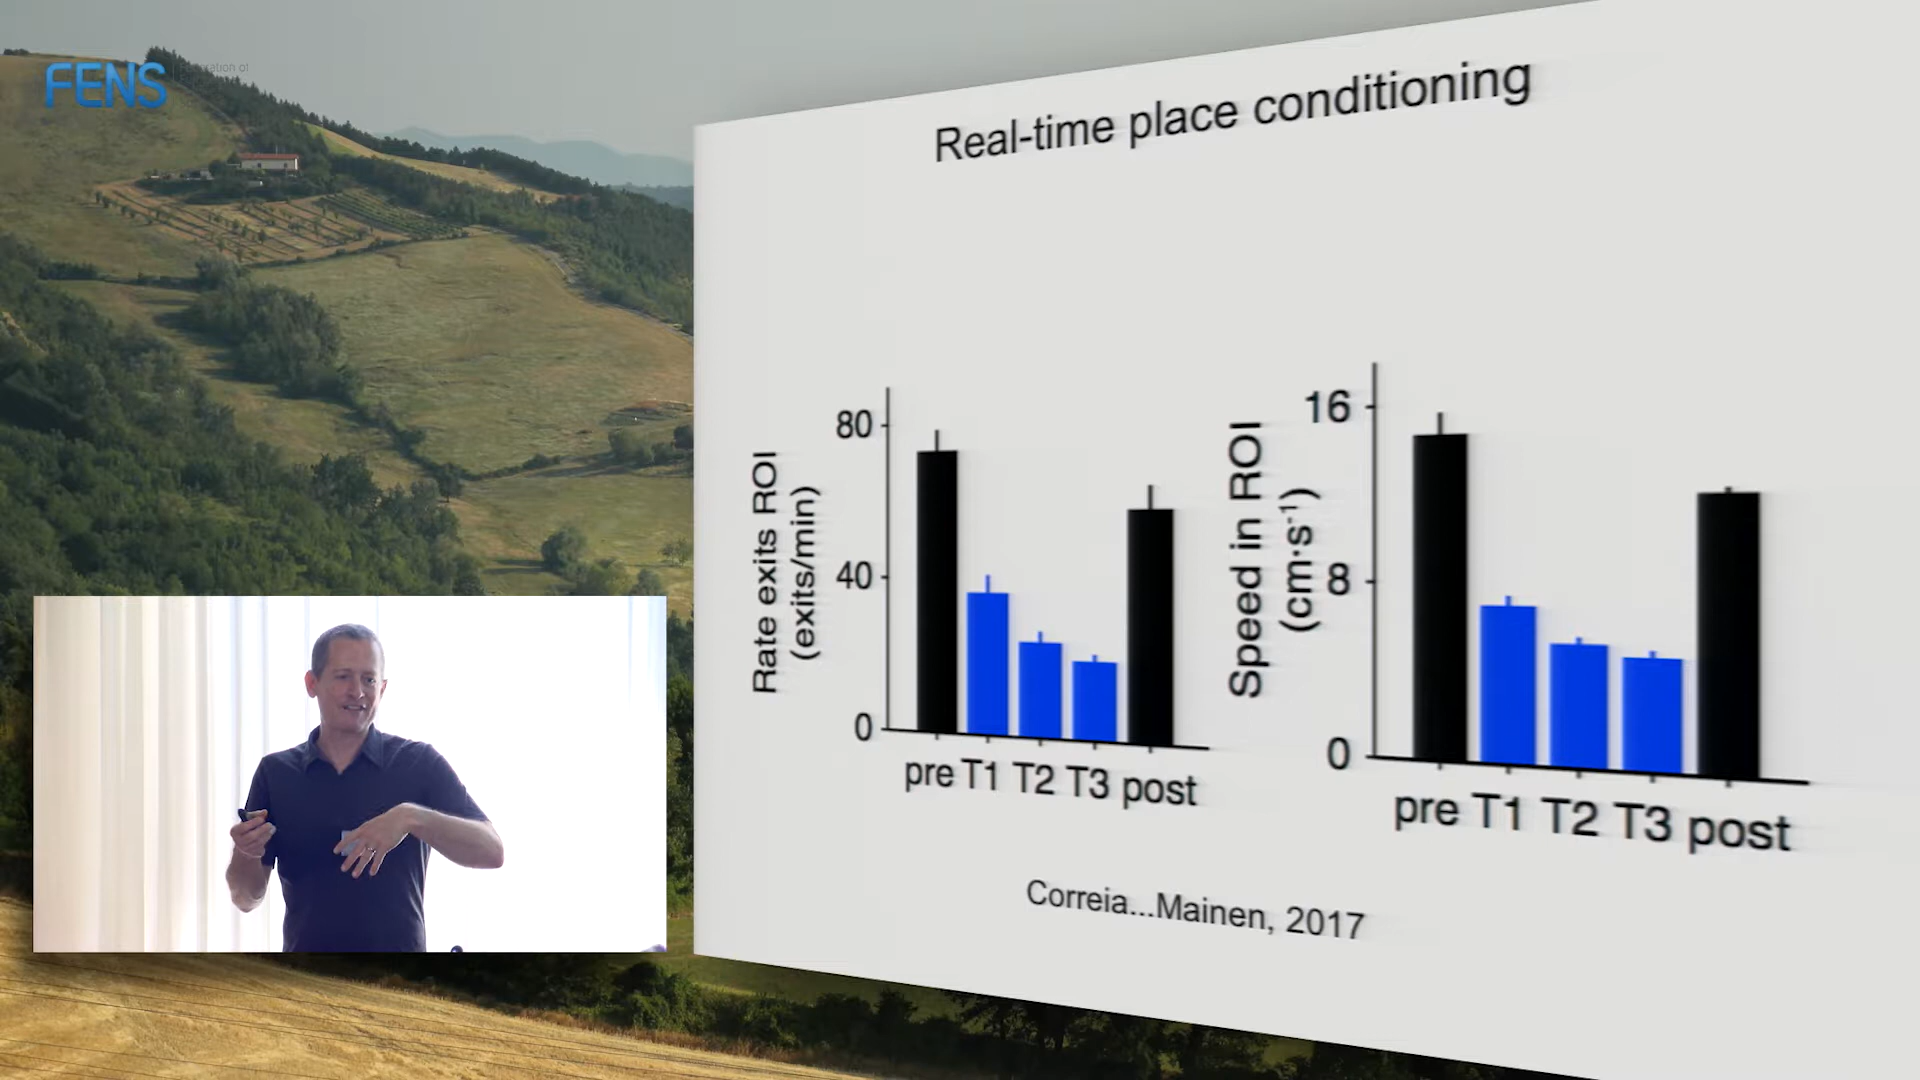 FENS
Real-time place conditioning
Rate exits ROI
(exits/min)
80
40
0
pre T1 T2 T3 post
Speed in ROI
(cm·s⁻¹)
16
8
0
pre T1 T2 T3 post
Correia...Mainen, 2017